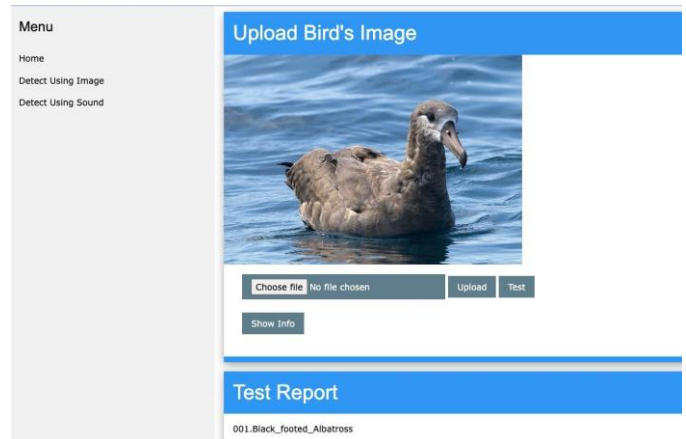 Menu
Home
Detect Using Image
Detect Using Sound
Upload Bird's Image
Choose file No file chosen Upload Test
Show Info
Test Report
001.Black_footed_Albatross